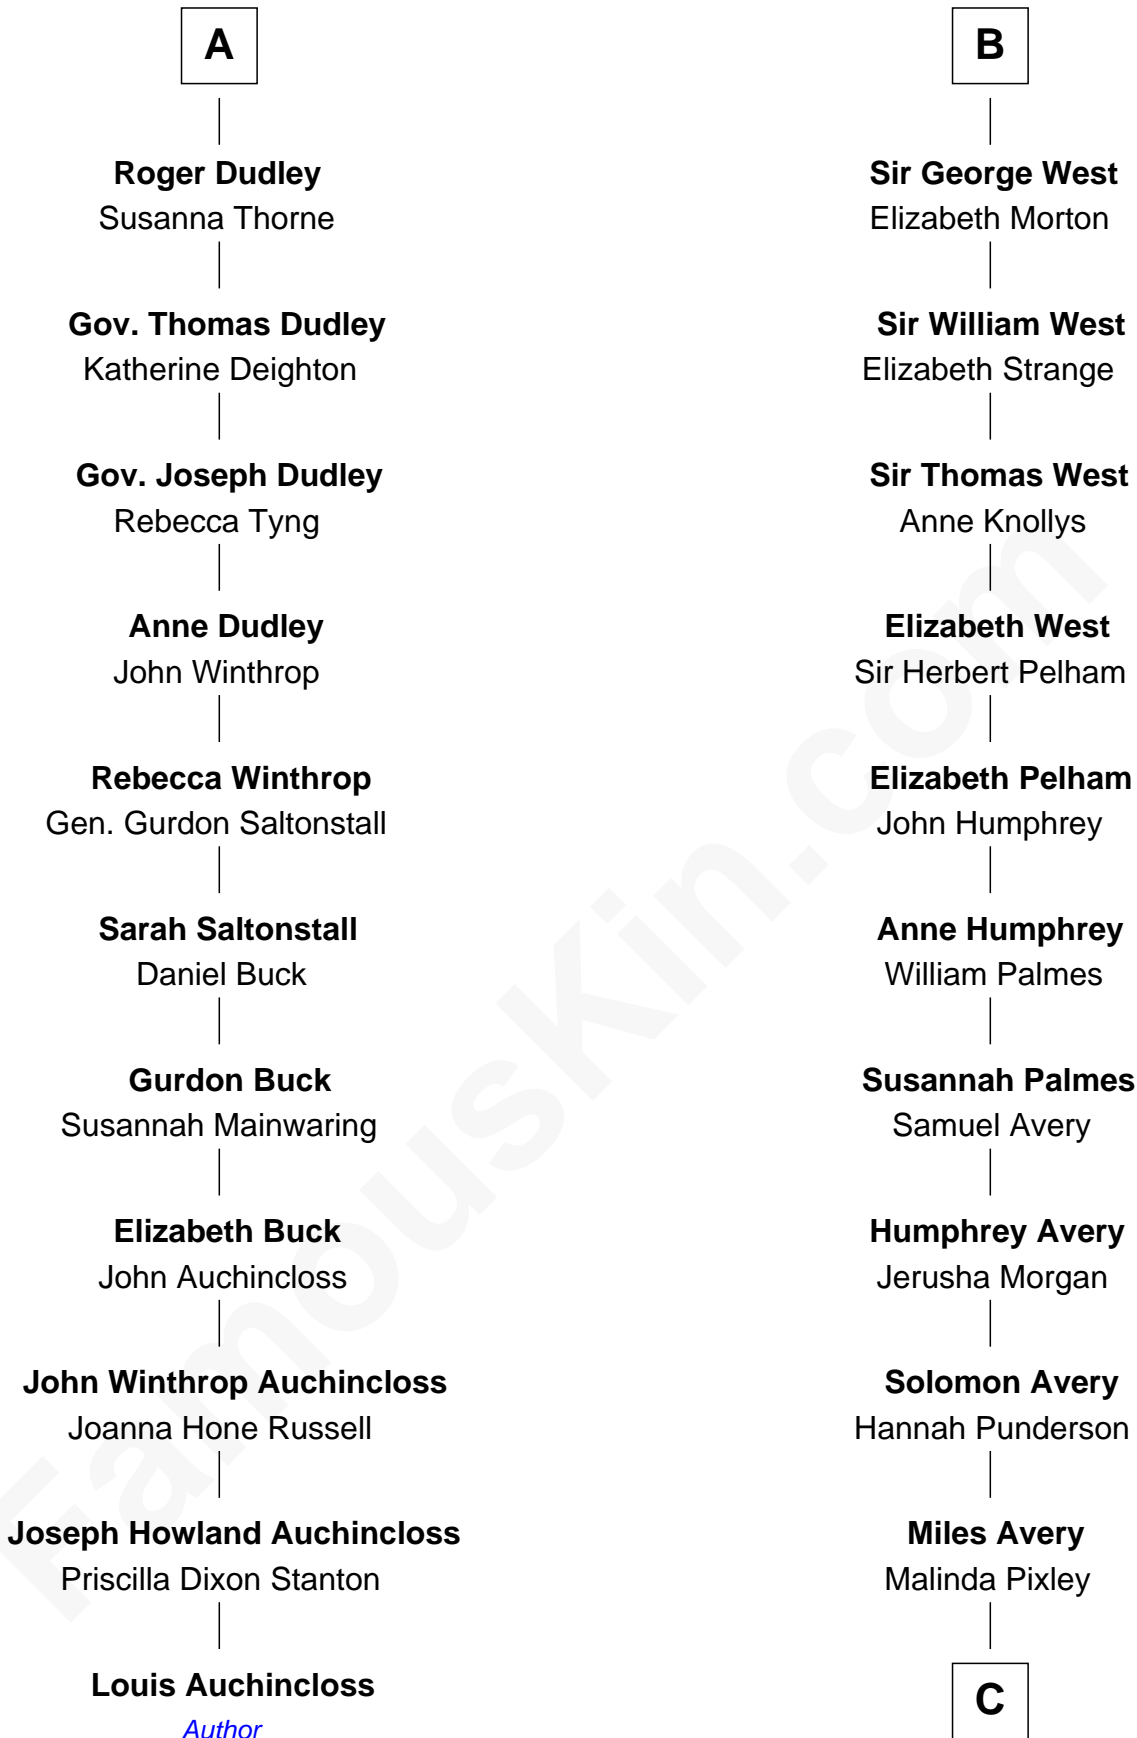 A
Roger Dudley
Susanna Thorne
Gov. Thomas Dudley
Katherine Deighton
Gov. Joseph Dudley
Rebecca Tyng
Anne Dudley
John Winthrop
Rebecca Winthrop
Gen. Gurdon Saltonstall
Sarah Saltonstall
Daniel Buck
Gurdon Buck
Susannah Mainwaring
Elizabeth Buck
John Auchincloss
John Winthrop Auchincloss
Joanna Hone Russell
Joseph Howland Auchincloss
Priscilla Dixon Stanton
Louis Auchincloss
Author
B
Sir George West
Elizabeth Morton
Sir William West
Elizabeth Strange
Sir Thomas West
Anne Knollys
Elizabeth West
Sir Herbert Pelham
Elizabeth Pelham
John Humphrey
Anne Humphrey
William Palmes
Susannah Palmes
Samuel Avery
Humphrey Avery
Jerusha Morgan
Solomon Avery
Hannah Punderson
Miles Avery
Malinda Pixley
C
FamousKin.com